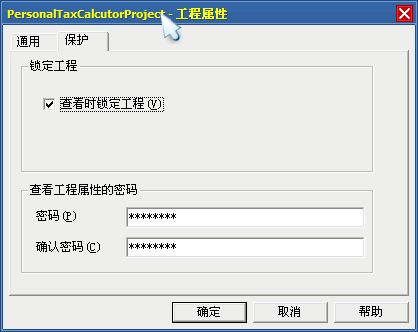 PersonalTaxCalcutorProject - 工程属性
通用 保护
锁定工程
查看时锁定工程(V)
查看工程属性的密码
密码(P) ********
确认密码(C) ********
确定 取消 帮助